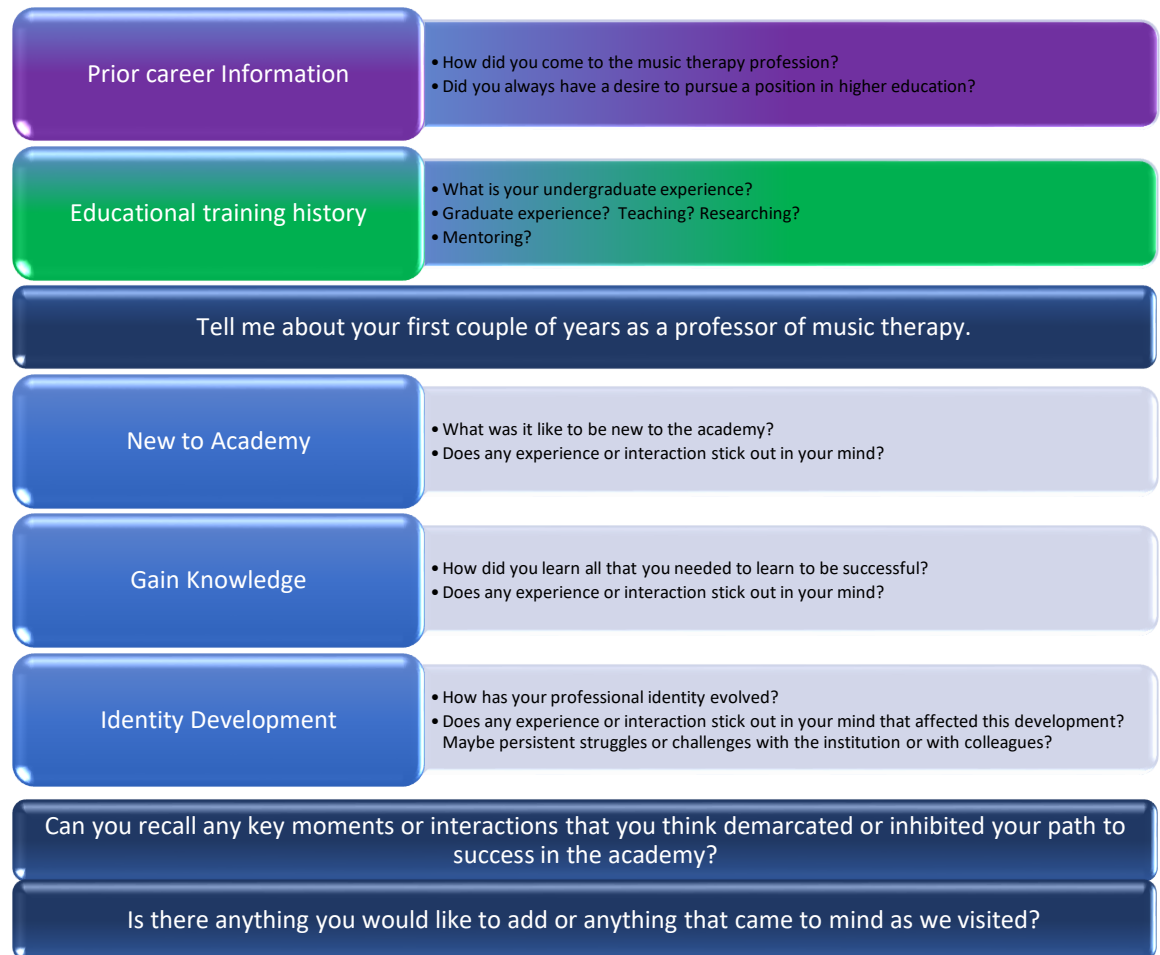 Prior career Information
• How did you come to the music therapy profession?
• Did you always have a desire to pursue a position in higher education?
Educational training history
• What is your undergraduate experience?
• Graduate experience?  Teaching? Researching?
• Mentoring?
Tell me about your first couple of years as a professor of music therapy.
New to Academy
• What was it like to be new to the academy?
• Does any experience or interaction stick out in your mind?
Gain Knowledge
• How did you learn all that you needed to learn to be successful?
• Does any experience or interaction stick out in your mind?
Identity Development
• How has your professional identity evolved?
• Does any experience or interaction stick out in your mind that affected this development?
Maybe persistent struggles or challenges with the institution or with colleagues?
Can you recall any key moments or interactions that you think demarcated or inhibited your path to
success in the academy?
Is there anything you would like to add or anything that came to mind as we visited?